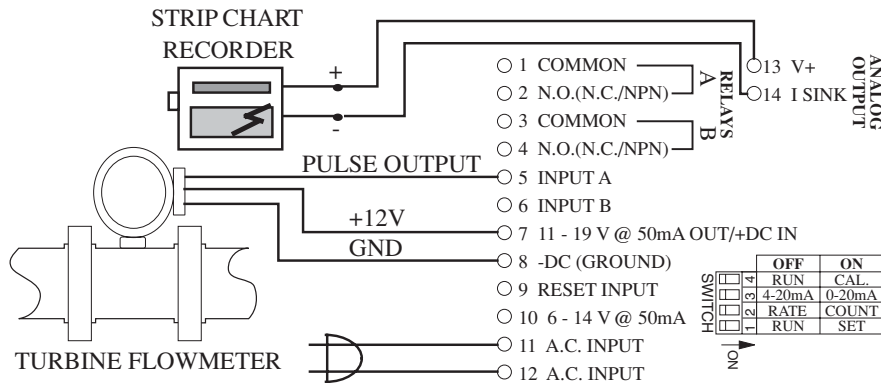 STRIP CHART
RECORDER
+
-
PULSE OUTPUT
+12V
GND
TURBINE FLOWMETER
1 COMMON
2 N.O.(N.C./NPN)
3 COMMON
4 N.O.(N.C./NPN)
5 INPUT A
6 INPUT B
7 11 - 19 V @ 50mA OUT/+DC IN
8 -DC (GROUND)
9 RESET INPUT
10 6 - 14 V @ 50mA
11 A.C. INPUT
12 A.C. INPUT
A
B
RELAYS
13 V+
14 I SINK
ANALOG
OUTPUT
SWITCH
OFF ON
4 RUN CAL.
3 4-20mA 0-20mA
2 RATE COUNT
1 RUN SET
ON